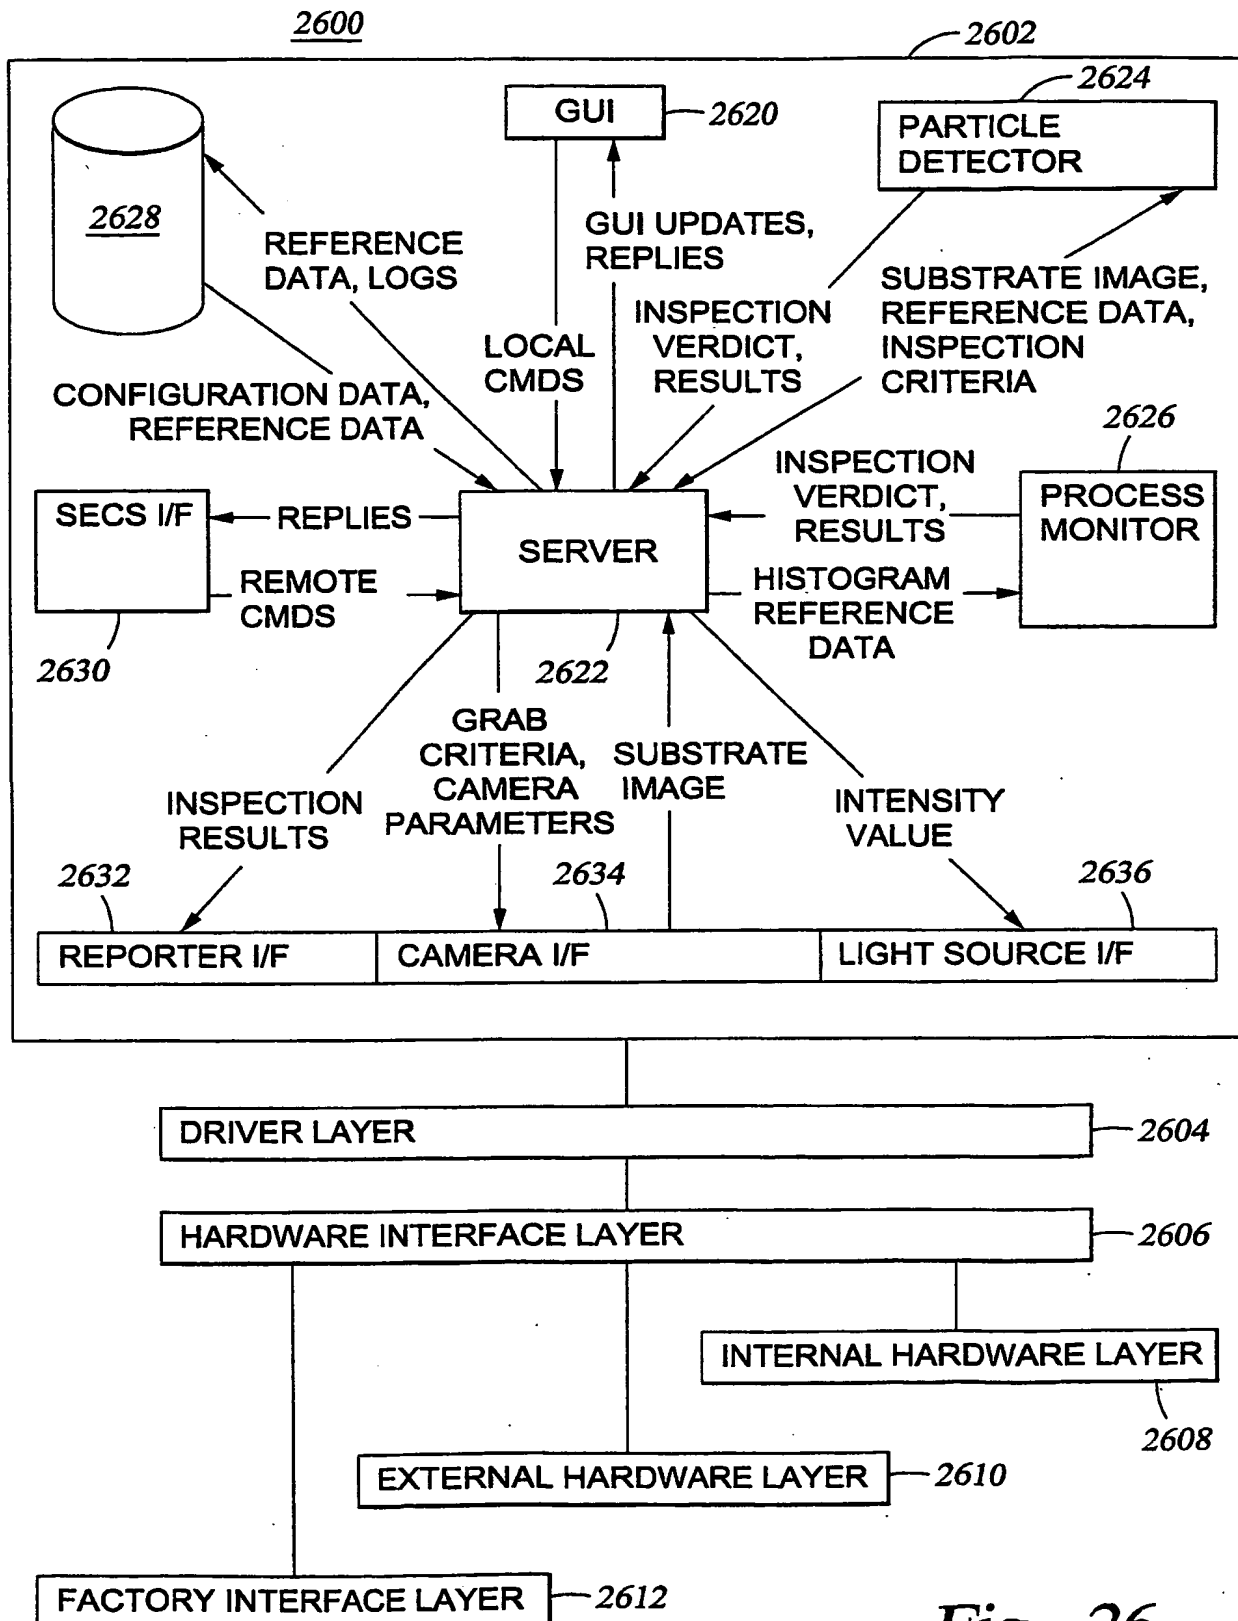 2600
2602
2624
GUI
2620
PARTICLE
DETECTOR
2628
REFERENCE
DATA, LOGS
GUI UPDATES,
REPLIES
SUBSTRATE IMAGE,
REFERENCE DATA,
INSPECTION
CRITERIA
INSPECTION
VERDICT,
RESULTS
LOCAL
CMDS
CONFIGURATION DATA,
REFERENCE DATA
2626
INSPECTION
VERDICT,
RESULTS
PROCESS
MONITOR
SECS I/F
REPLIES
SERVER
REMOTE
CMDS
HISTOGRAM
REFERENCE
DATA
2630
2622
GRAB
CRITERIA,
CAMERA
PARAMETERS
SUBSTRATE
IMAGE
INSPECTION
RESULTS
INTENSITY
VALUE
2632
2634
2636
REPORTER I/F
CAMERA I/F
LIGHT SOURCE I/F
DRIVER LAYER
2604
HARDWARE INTERFACE LAYER
2606
INTERNAL HARDWARE LAYER
2608
EXTERNAL HARDWARE LAYER
2610
FACTORY INTERFACE LAYER
2612
Fig. 26